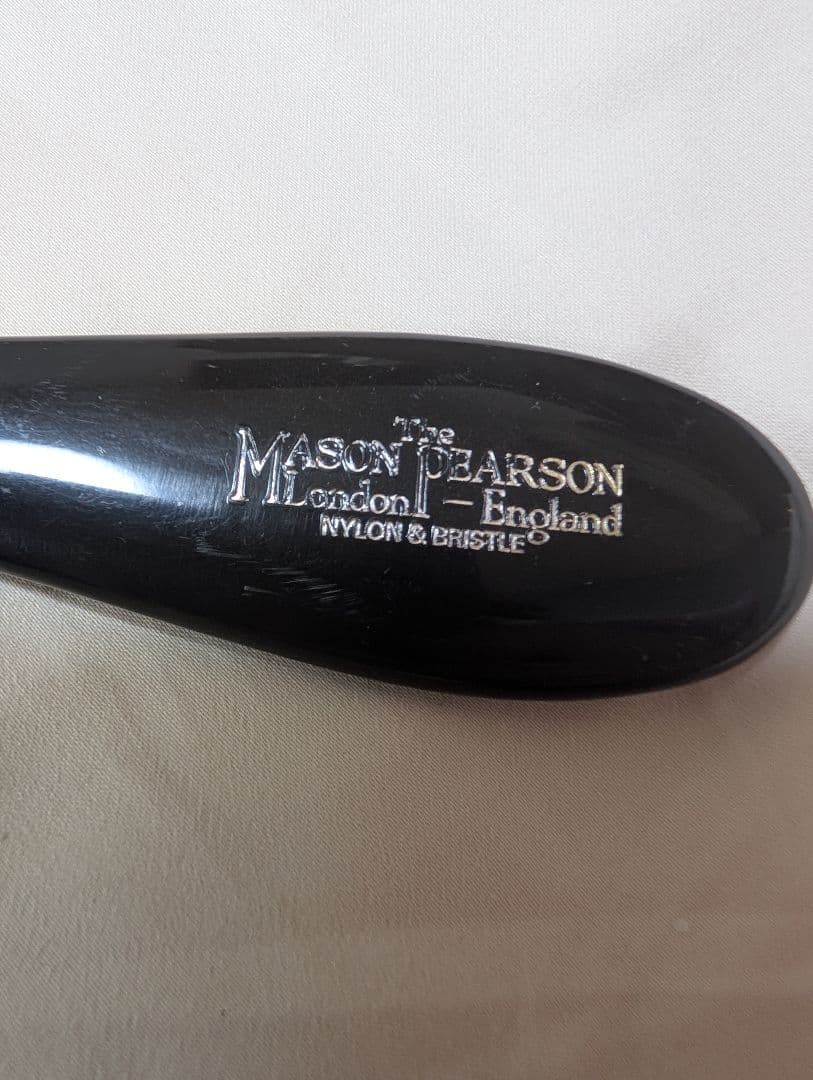 The
MASON PEARSON
London - England
NYLON & BRISTLE